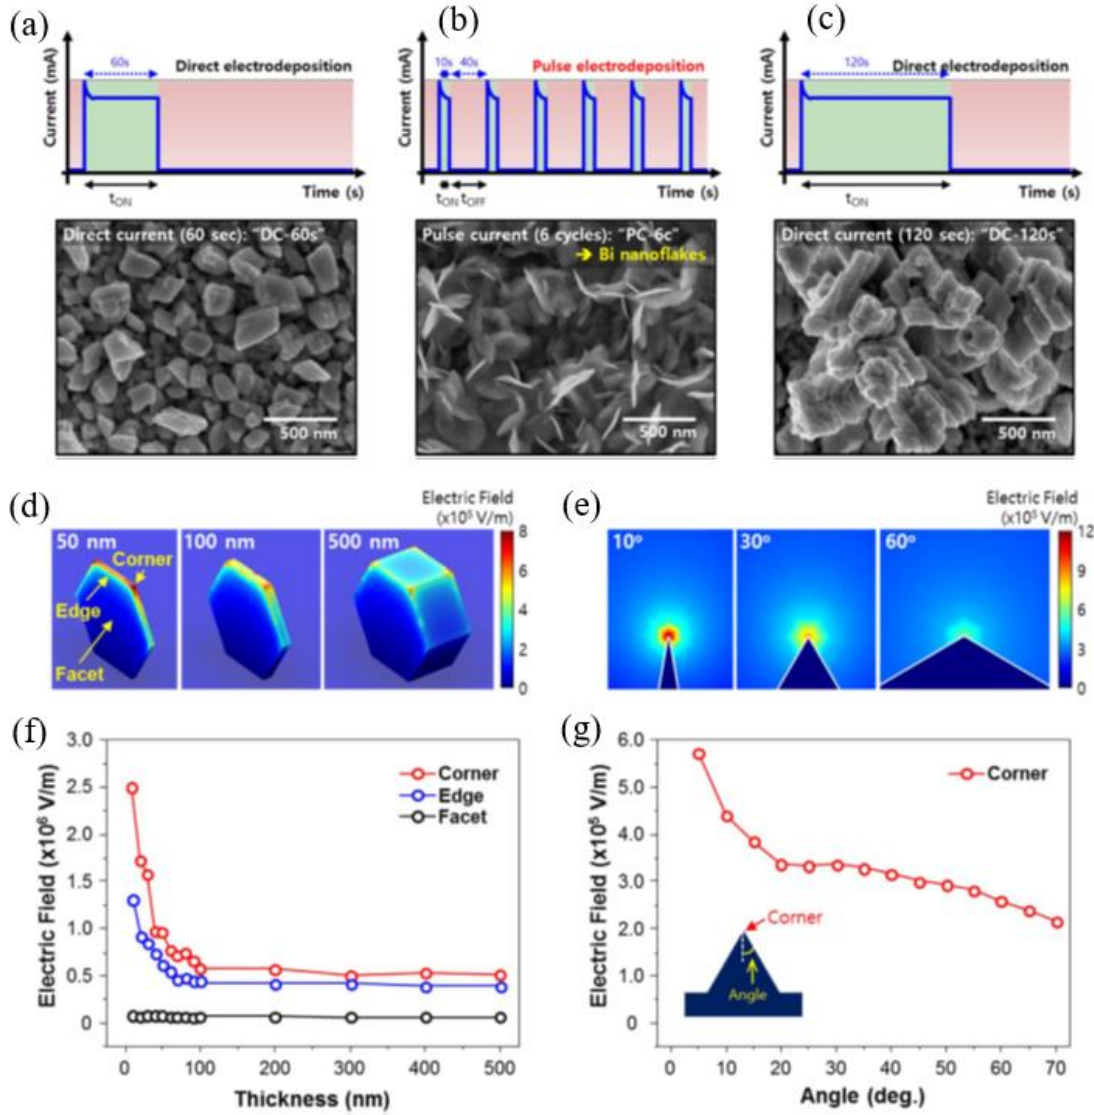 (a)
60s
Direct electrodeposition
Current (mA)
Time (s)
tON
Direct current (60 sec): "DC-60s"
500 nm
(b)
10s 40s
Pulse electrodeposition
Current (mA)
Time (s)
tON tOFF
Pulse current (6 cycles): "PC-6c"
→ Bi nanoflakes
500 nm
(c)
120s
Direct electrodeposition
Current (mA)
Time (s)
tON
Direct current (120 sec): "DC-120s"
500 nm
(d)
Electric Field
(x10⁵ V/m)
50 nm
Corner
Edge
Facet
100 nm
500 nm
8
6
4
2
0
(e)
Electric Field
(x10⁵ V/m)
10°
30°
60°
12
9
6
3
0
(f)
Electric Field (x10⁶ V/m)
3.0
2.5
2.0
1.5
1.0
0.5
0
Corner
Edge
Facet
0 100 200 300 400 500
Thickness (nm)
(g)
Electric Field (x10⁵ V/m)
6.0
5.0
4.0
3.0
2.0
1.0
0
Corner
Corner
Angle
0 10 20 30 40 50 60 70
Angle (deg.)